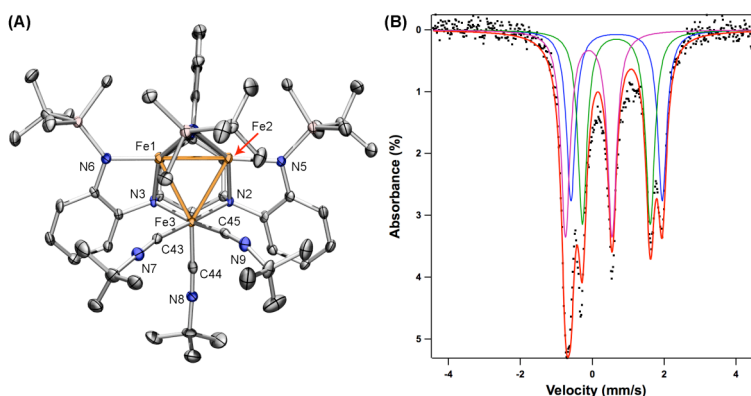 (A)
Fe1
Fe2
N6
N5
N3
N2
Fe3
C45
C43
N7
N9
C44
N8
(B)
0
1
2
3
4
5
Absorbance (%)
-4
-2
0
2
4
Velocity (mm/s)